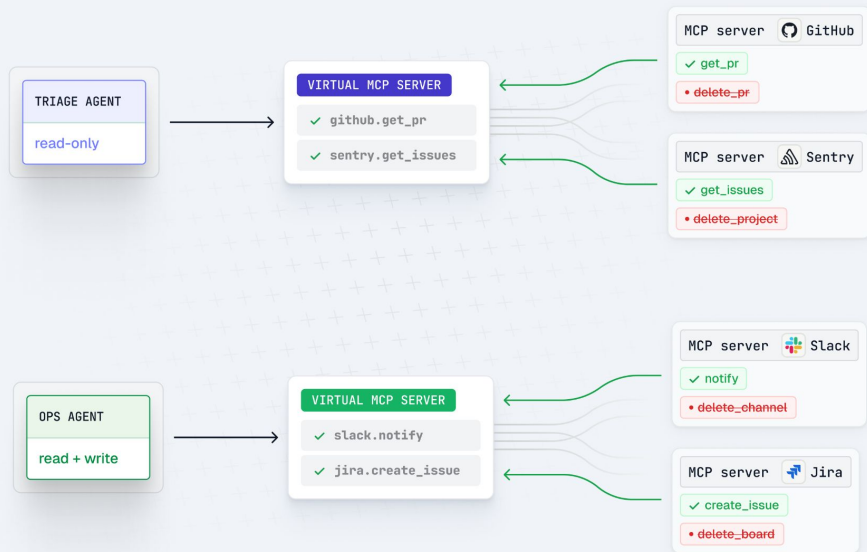 TRIAGE AGENT
read-only
VIRTUAL MCP SERVER
github.get_pr
sentry.get_issues
MCP server GitHub
get_pr
delete_pr
MCP server Sentry
get_issues
delete_project
OPS AGENT
read + write
VIRTUAL MCP SERVER
slack.notify
jira.create_issue
MCP server Slack
notify
delete_channel
MCP server Jira
create_issue
delete_board